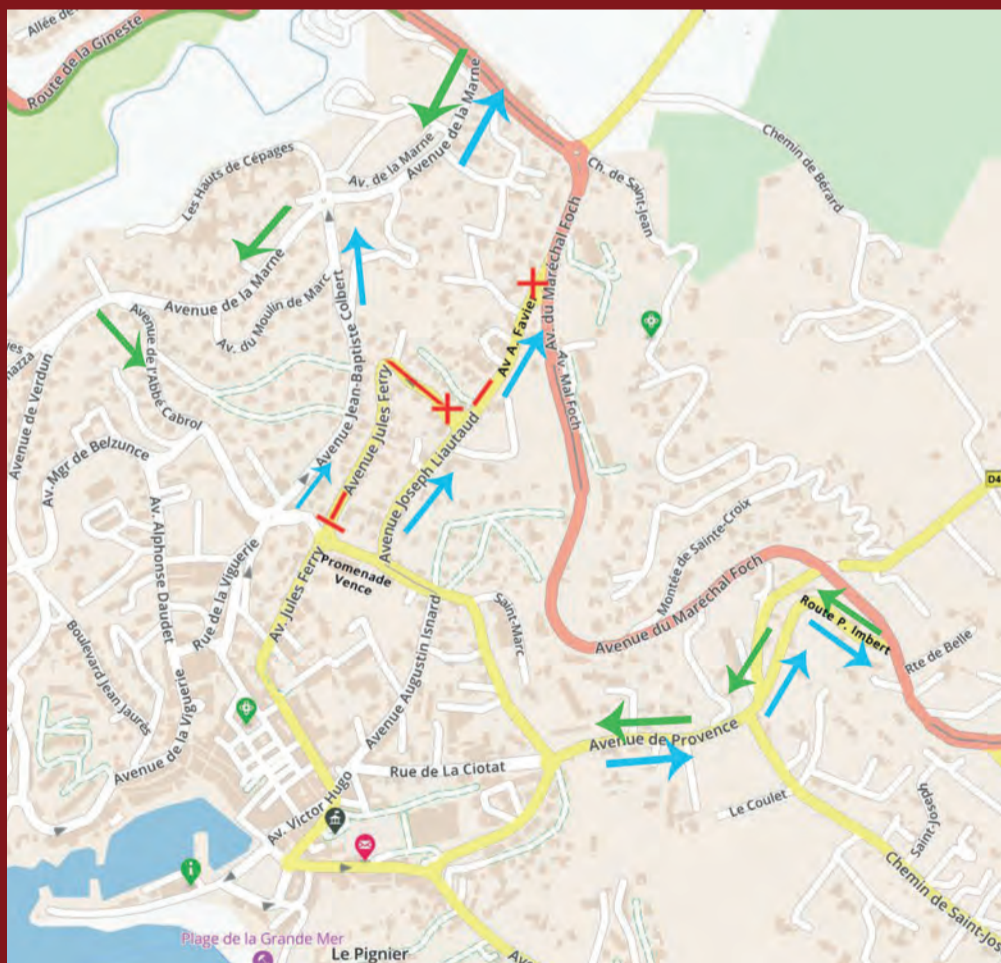 Allée de
Route de la Gineste
Avenue de la Marne
Av. de la Marne
Les Hauts de Cépages
Ch. de Saint-Jean
Chemin de Bérard
Avenue de la Marne
Av. du Moulin de Marc
Avenue Jean-Baptiste Colbert
Av. du Maréchal Foch
Av A. Favier
Av. Mal Foch
Avenue de l'Abbé Cabrol
Avenue de Verdun
Av. Mgr de Belzunce
Avenue Jules Ferry
Avenue Joseph Liautaud
Av. Alphonse Daudet
Rue de la Viguerie
Av. Jules Ferry
Promenade
Vence
D4
Montée de Sainte-Croix
Avenue du Maréchal Foch
Route P. Imbert
Rte de Belle
Saint-Marc
Avenue Augustin Isnard
Boulevard Jean Jaurès
Avenue de la Viguerie
Avenue de Provence
Rue de La Ciotat
Av. Victor Hugo
Le Coulet
Saint-Joseph
Chemin de Saint-Jos
Plage de la Grande Mer
Le Pignier
Ave